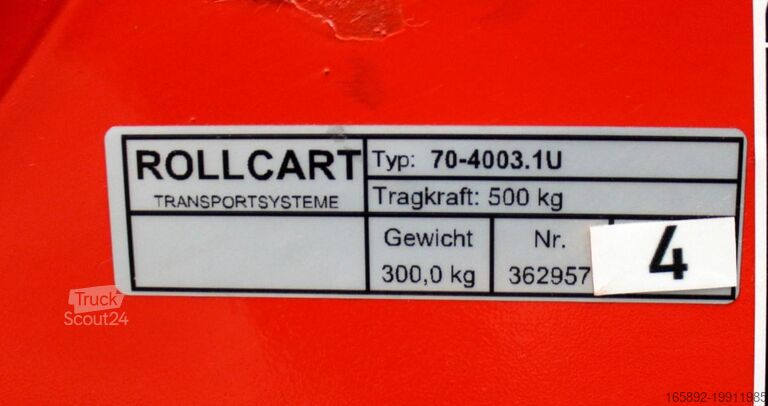 ROLLCART
TRANSPORTSYSTEME
Typ: 70-4003.1U
Tragkraft: 500 kg
Gewicht
300,0 kg
Nr.
362957
4
Truck
Scout24
165892-19911985